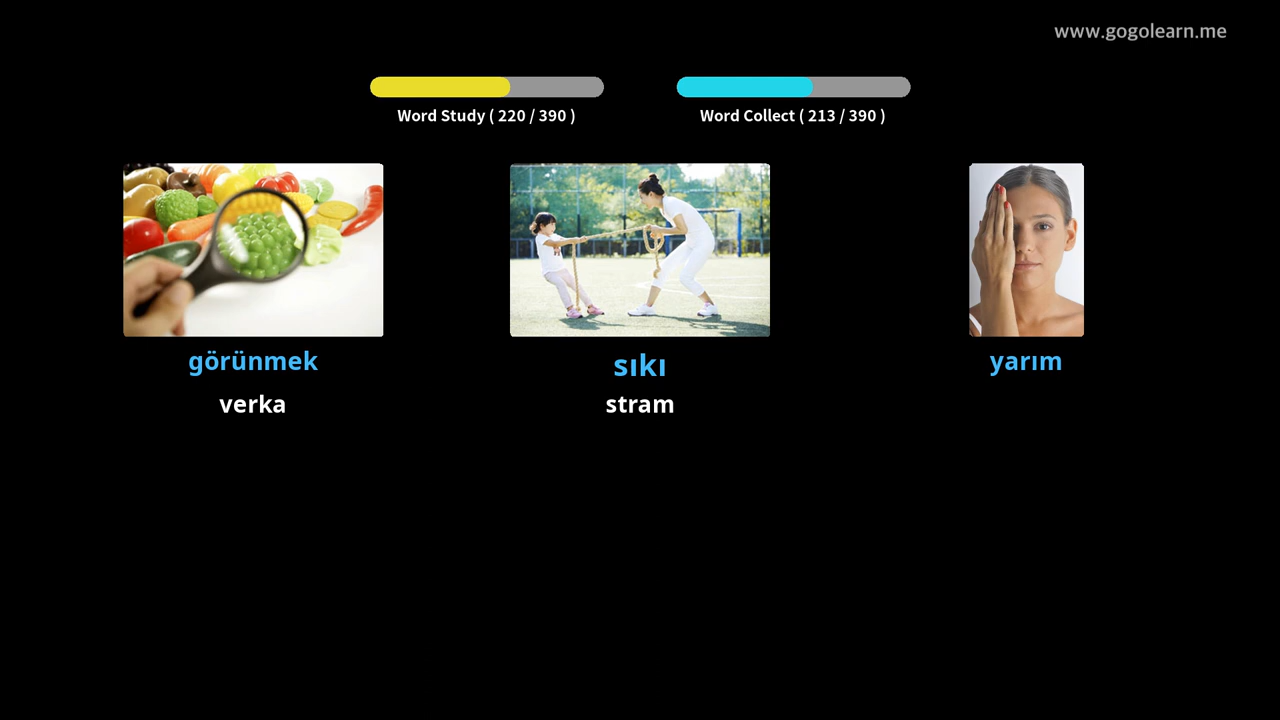 www.gogolearn.me
Word Study ( 220 / 390 )
Word Collect ( 213 / 390 )
görünmek
sıkı
yarım
verka
stram